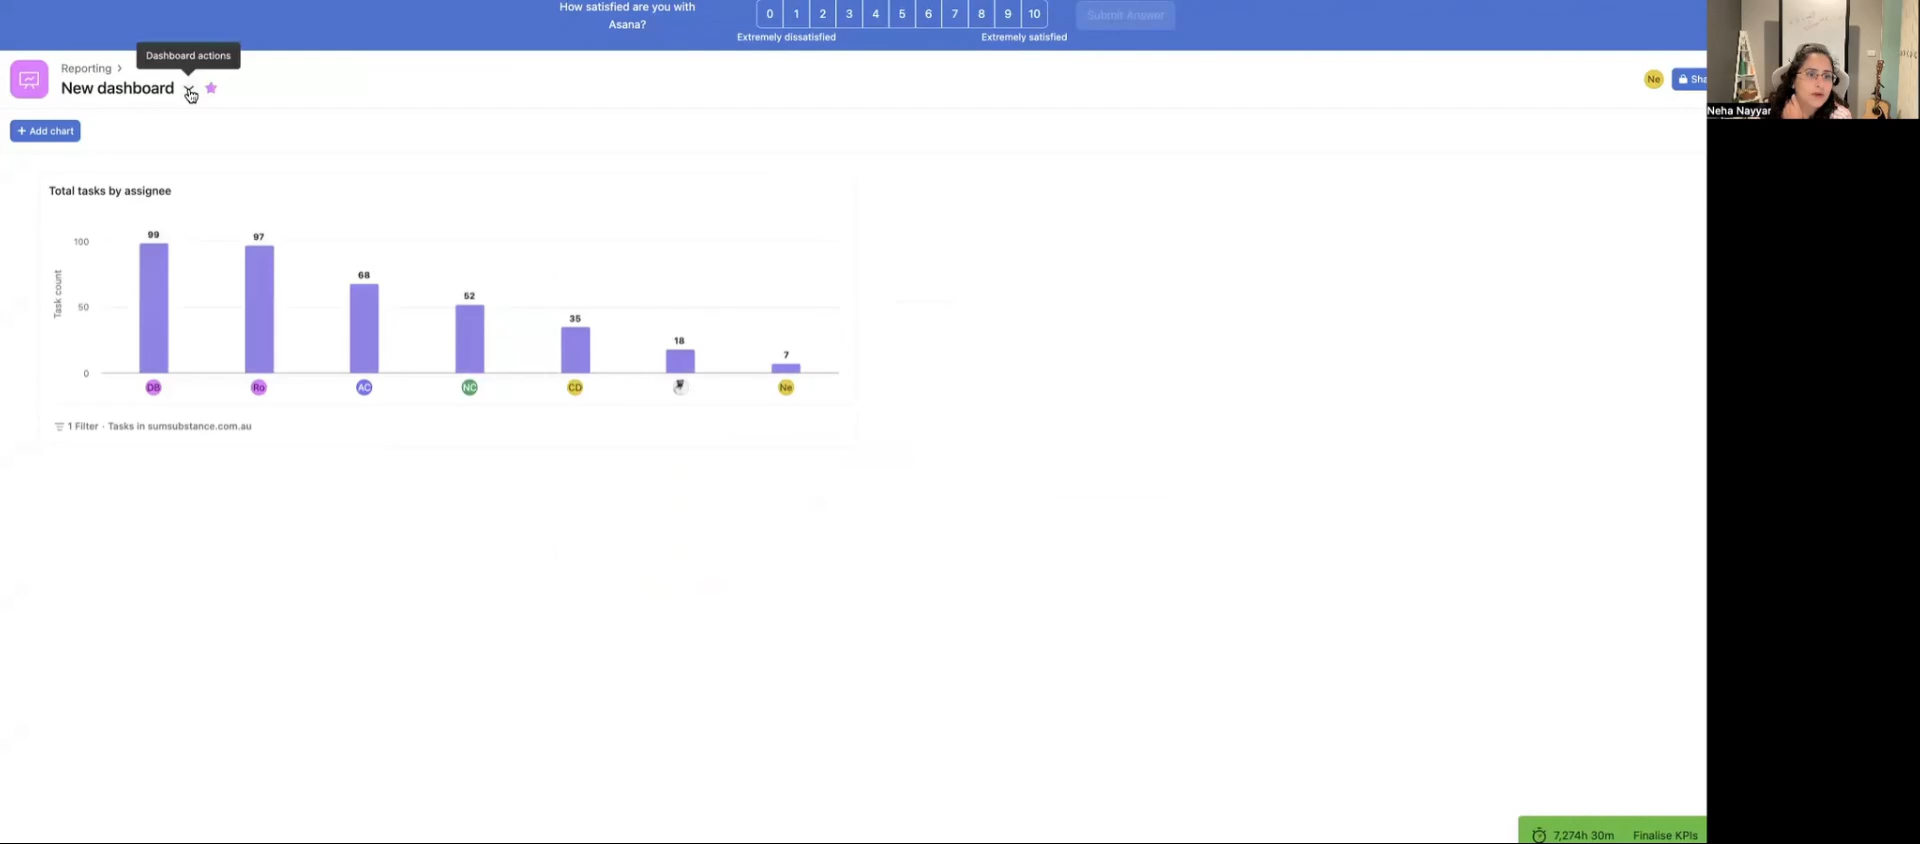 How satisfied are you with
Asana?
0 1 2 3 4 5 6 7 8 9 10
Extremely dissatisfied
Extremely satisfied
Submit Answer
Dashboard actions
Reporting ›
New dashboard
Ne
Sha
Neha Nayyar
+ Add chart
Total tasks by assignee
Task count
100
50
0
99
97
68
52
35
18
7
DB
Ro
AC
NC
CD
Ne
1 Filter · Tasks in sumsubstance.com.au
7,274h 30m
Finalise KPIs